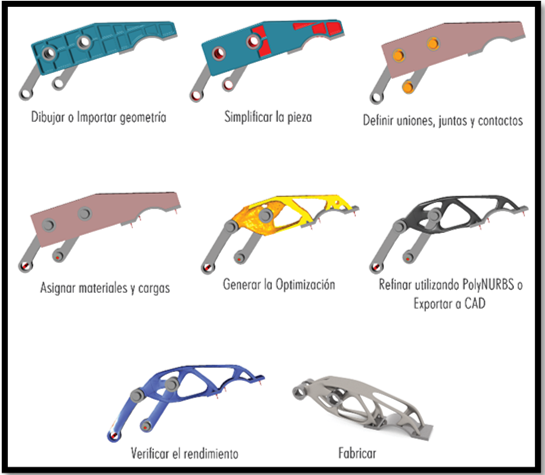 Dibujar o Importar geometría
Simplificar la pieza
Definir uniones, juntas y contactos
Asignar materiales y cargas
Generar la Optimización
Refinar utilizando PolyNURBS o
Exportar a CAD
Verificar el rendimiento
Fabricar